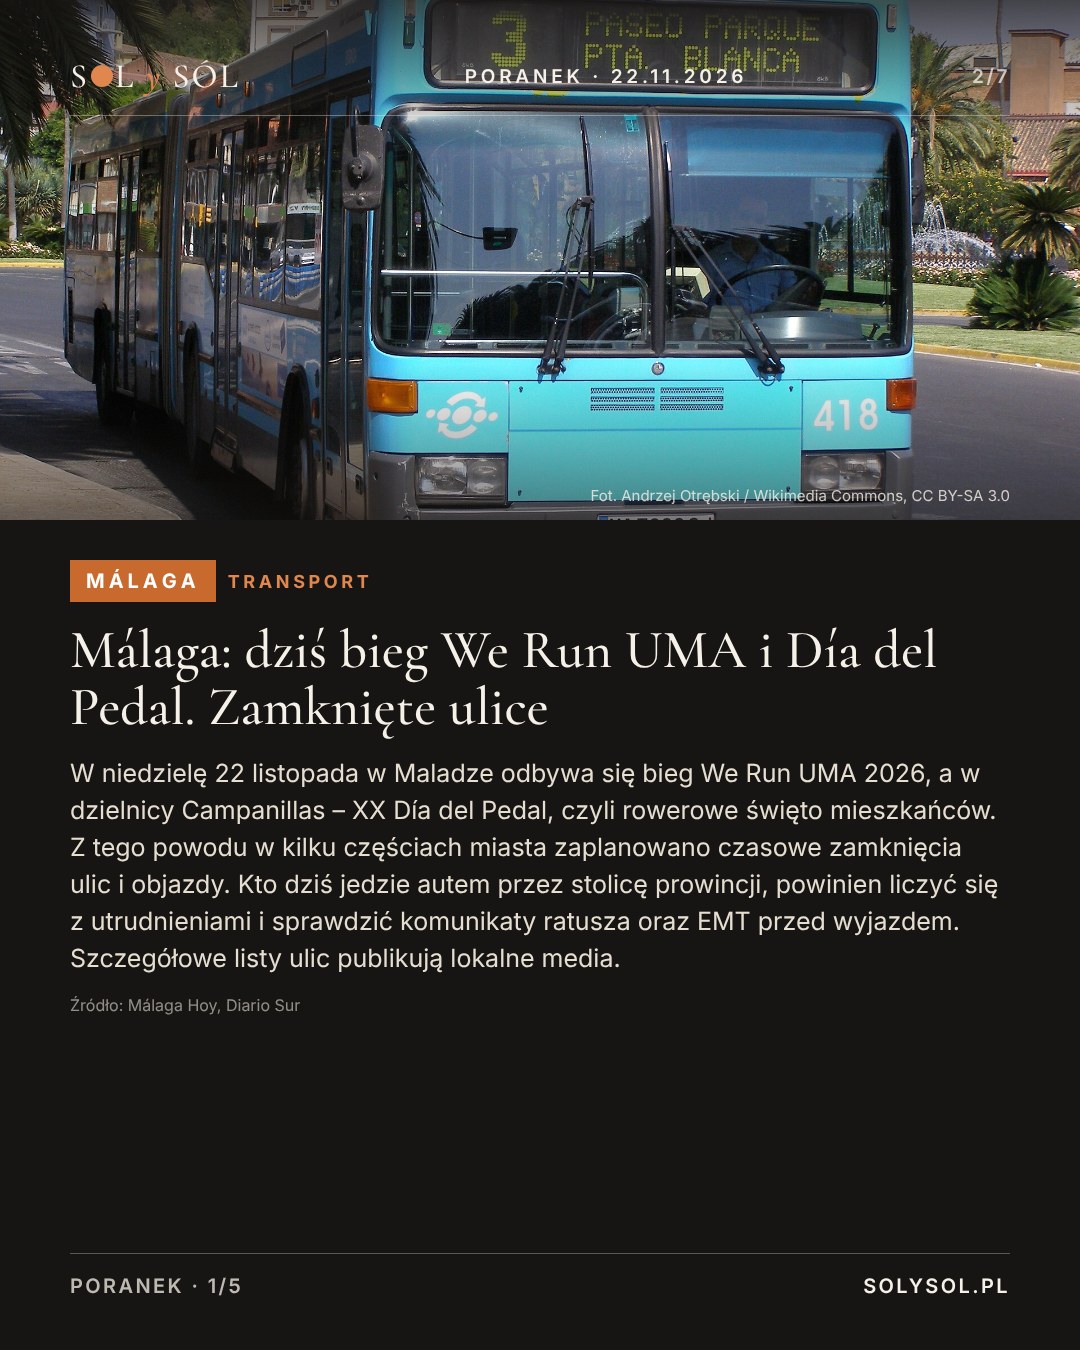 3 PASEO PARQUE
PTA. BLANCA
SOL y SÓL
PORANEK · 22.11.2026
2/7
418
Fot. Andrzej Otrębski / Wikimedia Commons, CC BY-SA 3.0
MÁLAGA TRANSPORT
Málaga: dziś bieg We Run UMA i Día del
Pedal. Zamknięte ulice
W niedzielę 22 listopada w Maladze odbywa się bieg We Run UMA 2026, a w
dzielnicy Campanillas – XX Día del Pedal, czyli rowerowe święto mieszkańców.
Z tego powodu w kilku częściach miasta zaplanowano czasowe zamknięcia
ulic i objazdy. Kto dziś jedzie autem przez stolicę prowincji, powinien liczyć się
z utrudnieniami i sprawdzić komunikaty ratusza oraz EMT przed wyjazdem.
Szczegółowe listy ulic publikują lokalne media.
Źródło: Málaga Hoy, Diario Sur
PORANEK · 1/5
SOLYSOL.PL